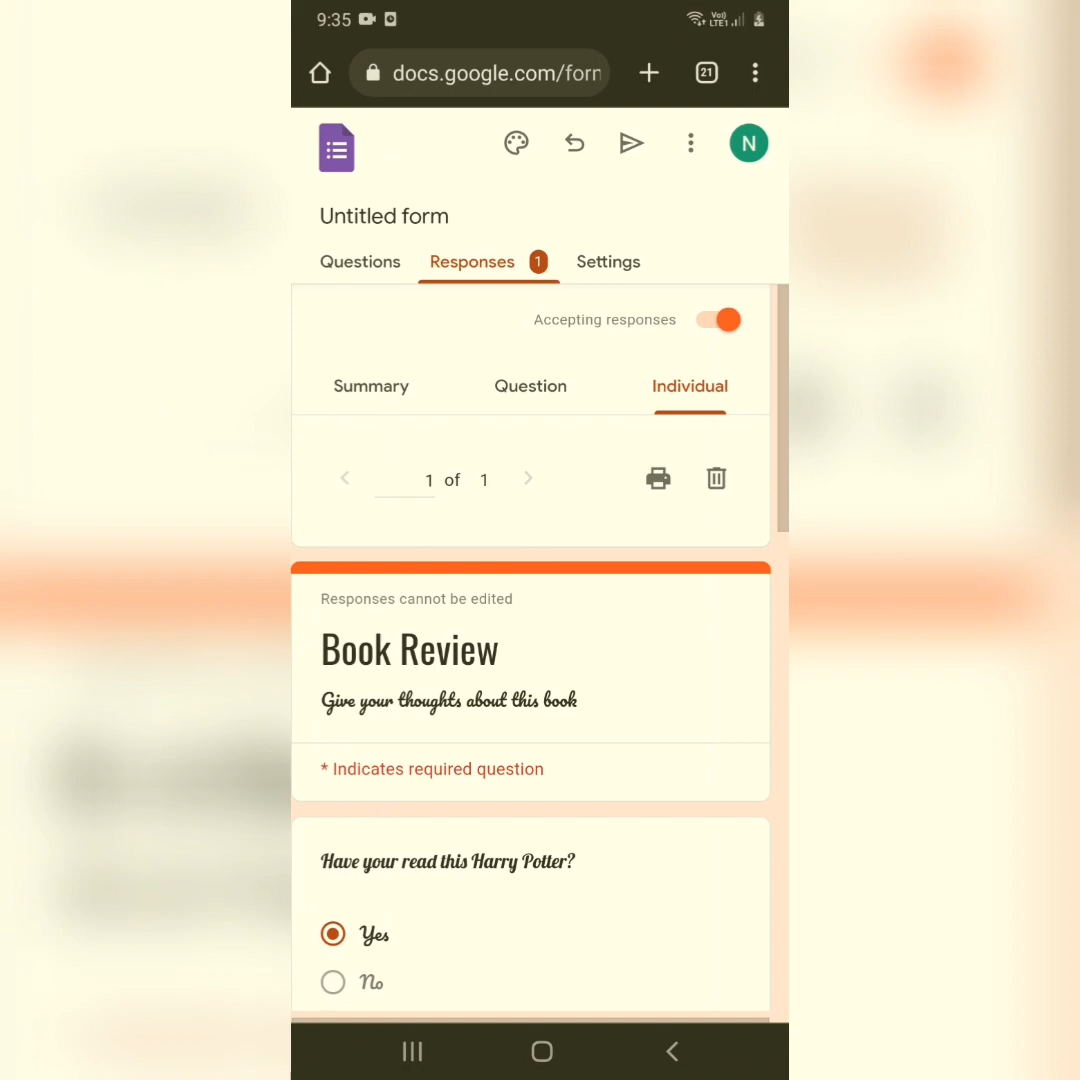 9:35 Vo) LTE1
docs.google.com/forn 21
N
Untitled form
Questions Responses 1 Settings
Accepting responses
Summary Question Individual
1 of 1
Responses cannot be edited
Book Review
Give your thoughts about this book
* Indicates required question
Have your read this Harry Potter?
Yes
No